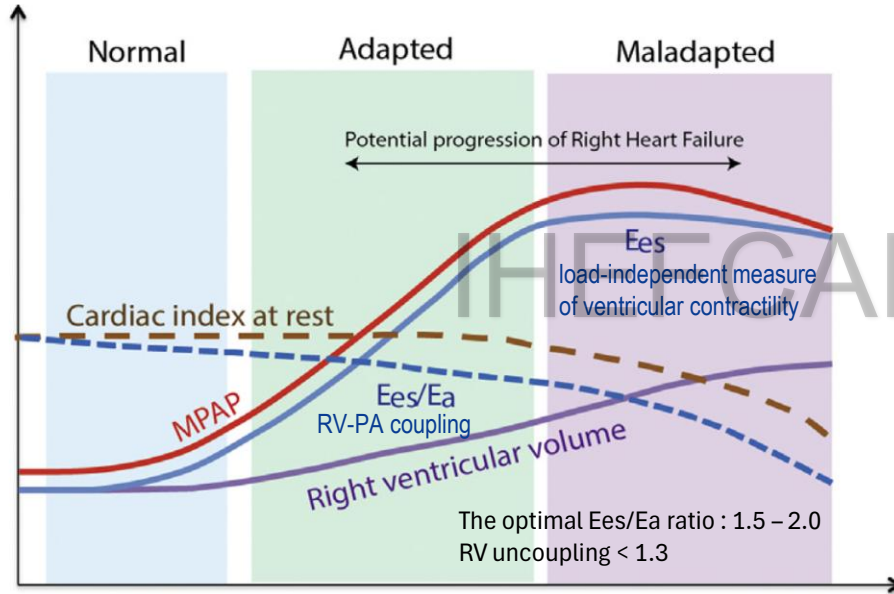 Normal
Adapted
Maladapted
Potential progression of Right Heart Failure
IHEFCA
Ees
load-independent measure
of ventricular contractility
Cardiac index at rest
MPAP
Ees/Ea
RV-PA coupling
Right ventricular volume
The optimal Ees/Ea ratio : 1.5 – 2.0
RV uncoupling < 1.3